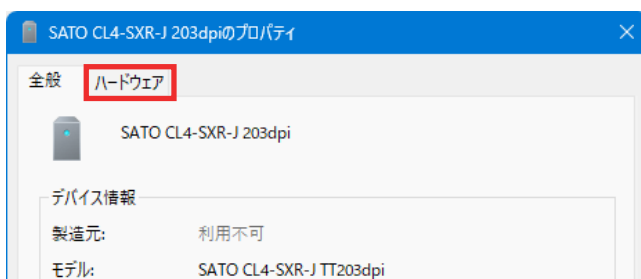 SATO CL4-SXR-J 203dpiのプロパティ
全般 ハードウェア
SATO CL4-SXR-J 203dpi
デバイス情報
製造元: 利用不可
モデル: SATO CL4-SXR-J TT203dpi